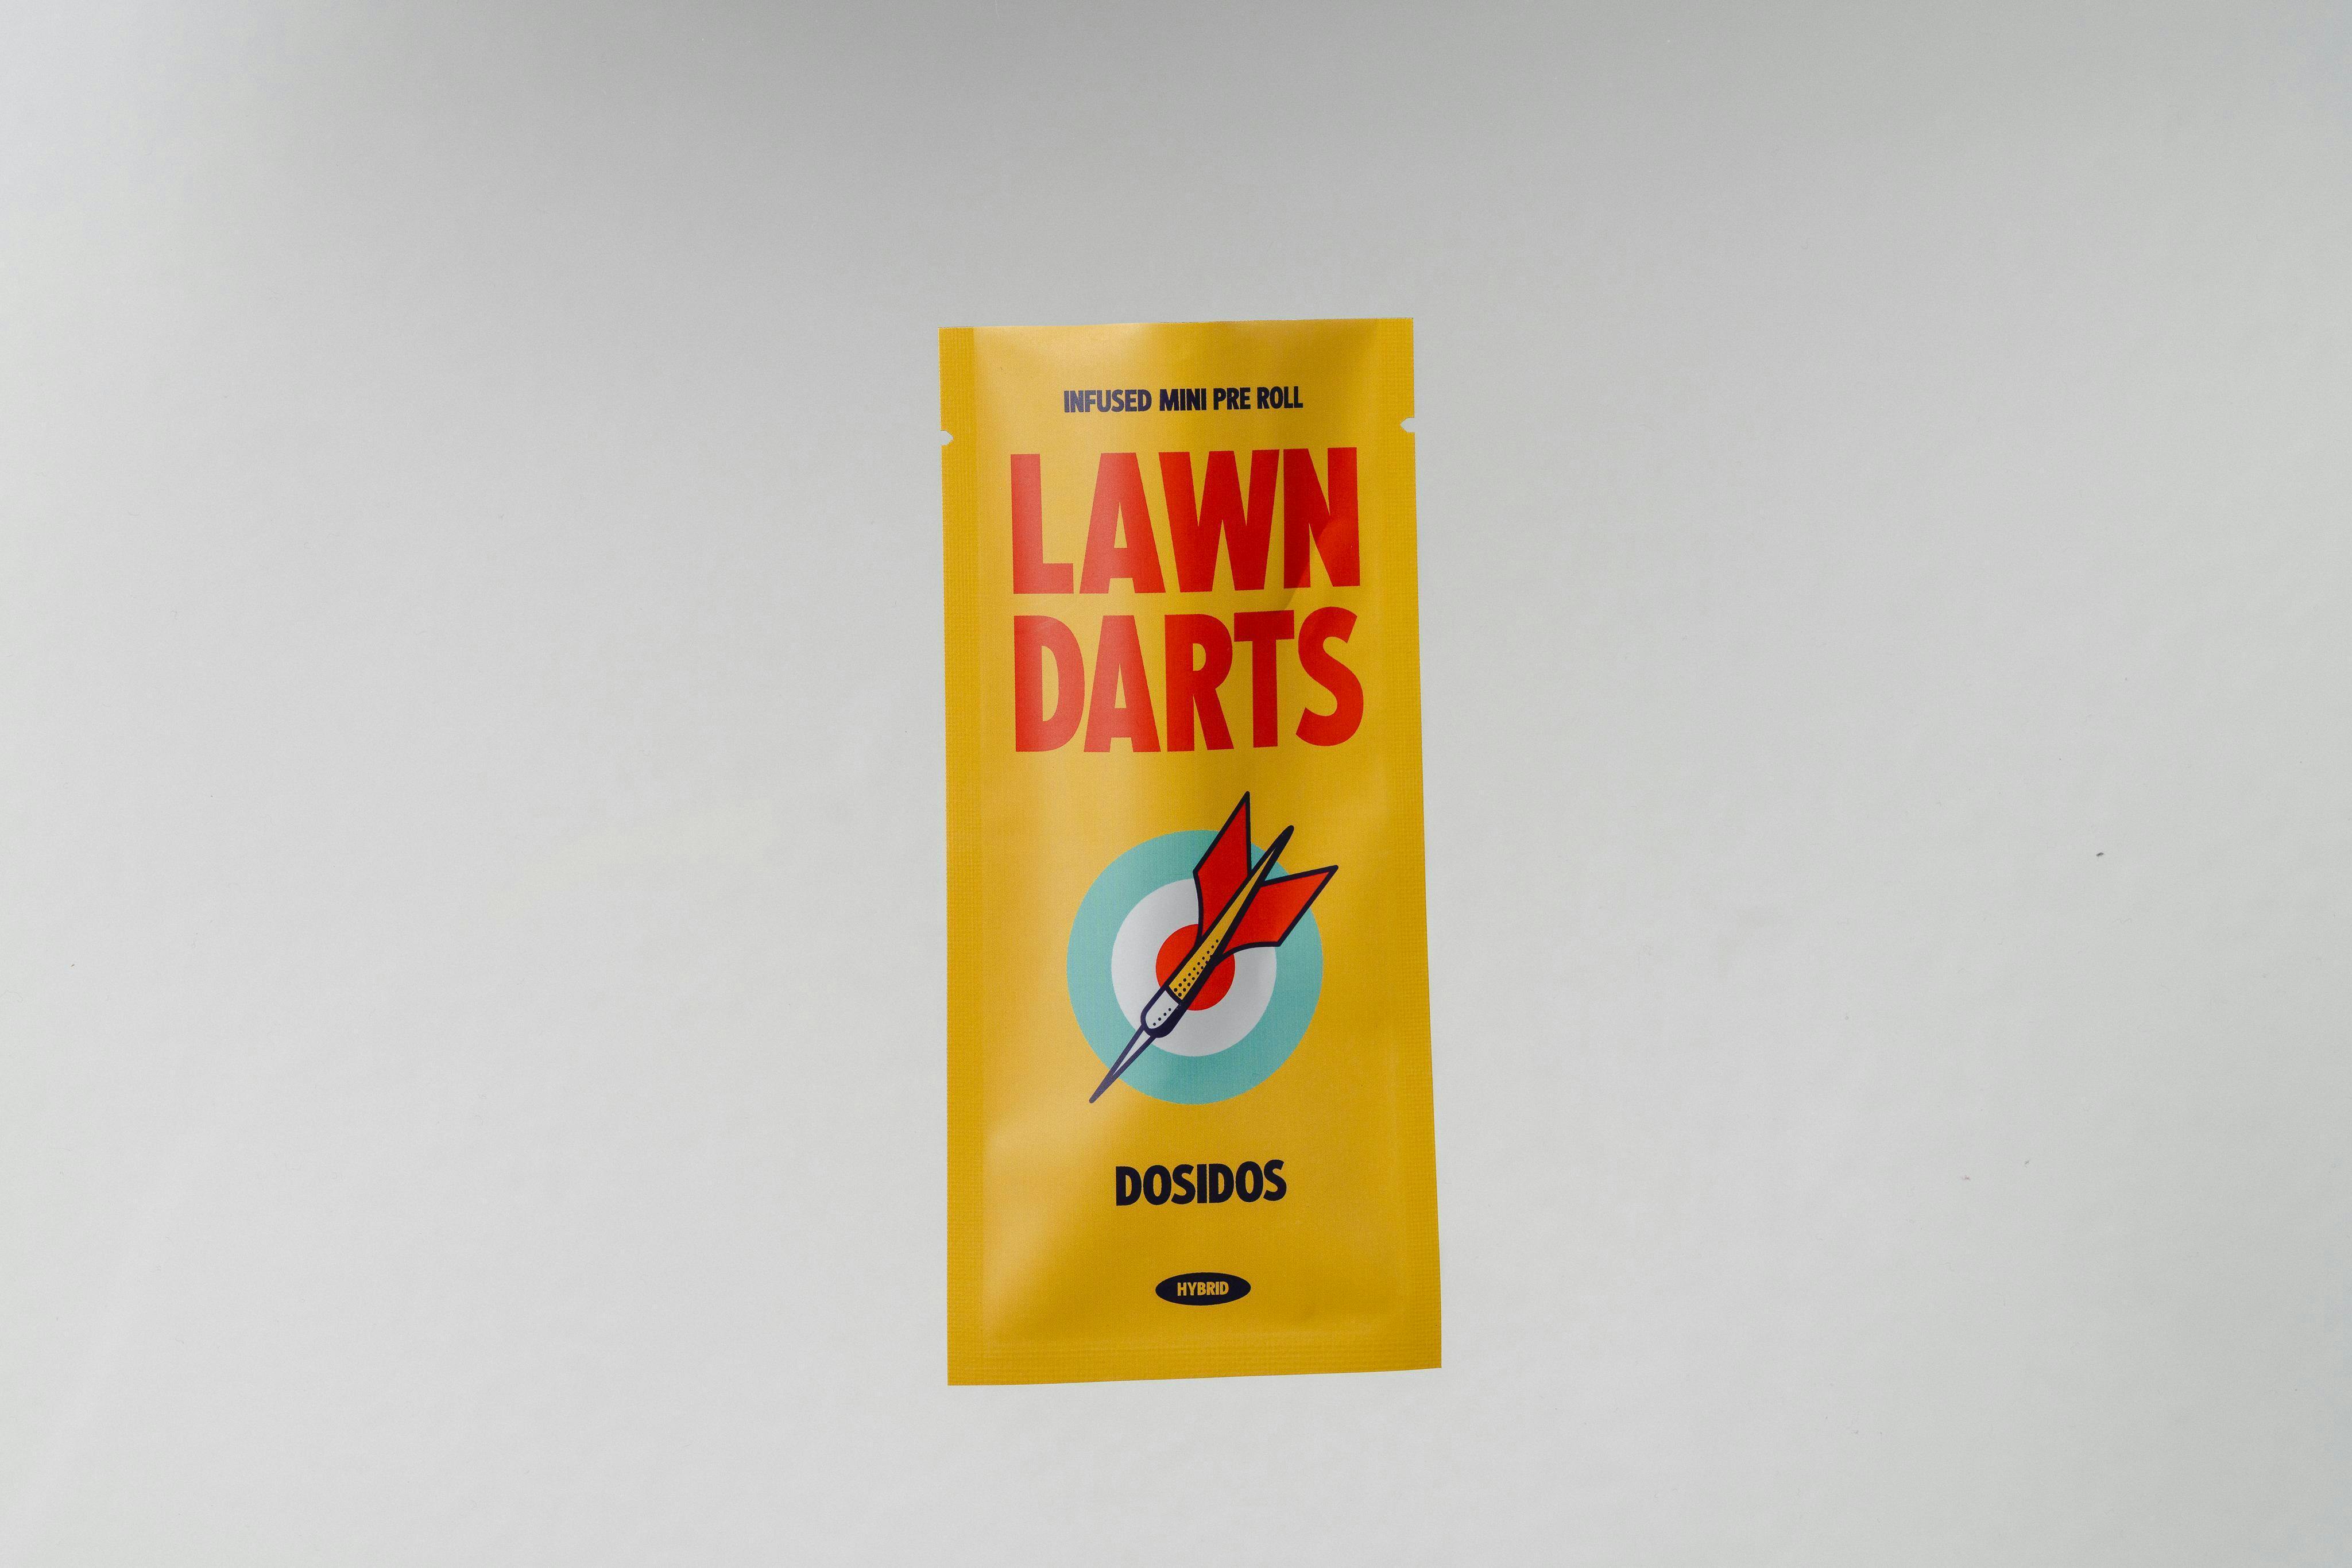 INFUSED MINI PRE ROLL
LAWN
DARTS
DOSIDOS
HYBRID